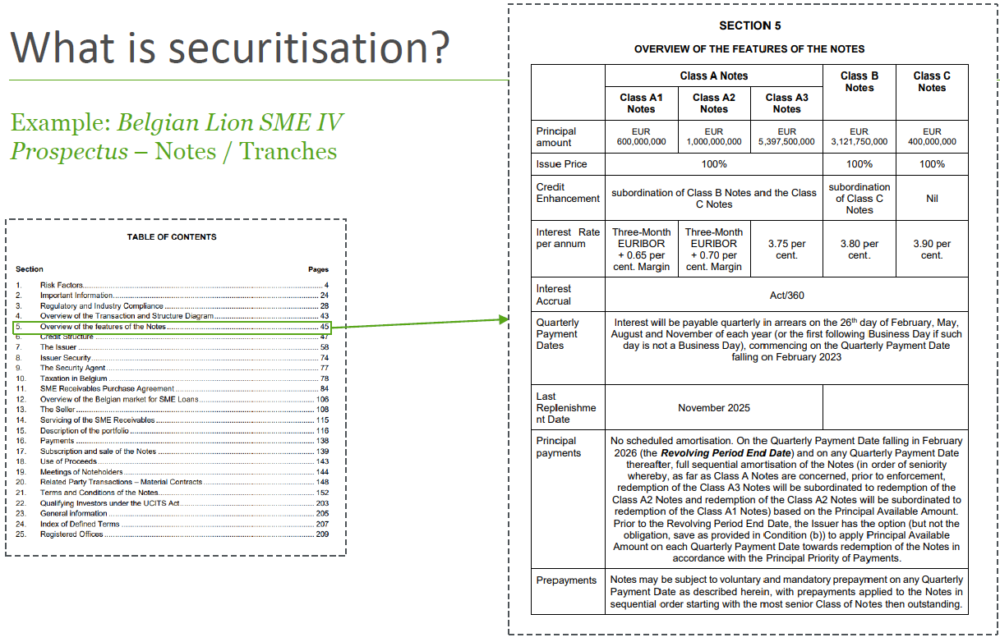 What is securitisation?
Example: Belgian Lion SME IV
Prospectus – Notes / Tranches
TABLE OF CONTENTS
Section Pages
1. Risk Factors 4
2. Important Information 24
3. Regulatory and Industry Compliance 28
4. Overview of the Transaction and Structure Diagram 43
5. Overview of the features of the Notes 45
6. Credit Structure 47
7. The Issuer 58
8. Issuer Security 74
9. The Security Agent 77
10. Taxation in Belgium 78
11. SME Receivables Purchase Agreement 84
12. Overview of the Belgian market for SME Loans 106
13. The Seller 108
14. Servicing of the SME Receivables 115
15. Description of the portfolio 116
16. Payments 138
17. Subscription and sale of the Notes 139
18. Use of Proceeds 143
19. Meetings of Noteholders 144
20. Related Party Transactions – Material Contracts 148
21. Terms and Conditions of the Notes 152
22. Qualifying Investors under the UCITS Act 203
23. General information 205
24. Index of Defined Terms 207
25. Registered Offices 209
SECTION 5
OVERVIEW OF THE FEATURES OF THE NOTES
Class A Notes
Class B
Notes
Class C
Notes
Class A1
Notes
Class A2
Notes
Class A3
Notes
Principal
amount
EUR
600,000,000
EUR
1,000,000,000
EUR
5,397,500,000
EUR
3,121,750,000
EUR
400,000,000
Issue Price 100% 100% 100%
Credit
Enhancement
subordination of Class B Notes and the Class
C Notes
subordination
of Class C
Notes
Nil
Interest Rate
per annum
Three-Month
EURIBOR
+ 0.65 per
cent. Margin
Three-Month
EURIBOR
+ 0.70 per
cent. Margin
3.75 per
cent.
3.80 per
cent.
3.90 per
cent.
Interest
Accrual
Act/360
Quarterly
Payment
Dates
Interest will be payable quarterly in arrears on the 26th day of February, May,
August and November of each year (or the first following Business Day if such
day is not a Business Day), commencing on the Quarterly Payment Date
falling on February 2023
Last
Replenishme
nt Date
November 2025
Principal
payments
No scheduled amortisation. On the Quarterly Payment Date falling in February
2026 (the Revolving Period End Date) and on any Quarterly Payment Date
thereafter, full sequential amortisation of the Notes (in order of seniority
whereby, as far as Class A Notes are concerned, prior to enforcement,
redemption of the Class A3 Notes will be subordinated to redemption of the
Class A2 Notes and redemption of the Class A2 Notes will be subordinated to
redemption of the Class A1 Notes) based on the Principal Available Amount.
Prior to the Revolving Period End Date, the Issuer has the option (but not the
obligation, save as provided in Condition (b)) to apply Principal Available
Amount on each Quarterly Payment Date towards redemption of the Notes in
accordance with the Principal Priority of Payments.
Prepayments
Notes may be subject to voluntary and mandatory prepayment on any Quarterly
Payment Date as described herein, with prepayments applied to the Notes in
sequential order starting with the most senior Class of Notes then outstanding.